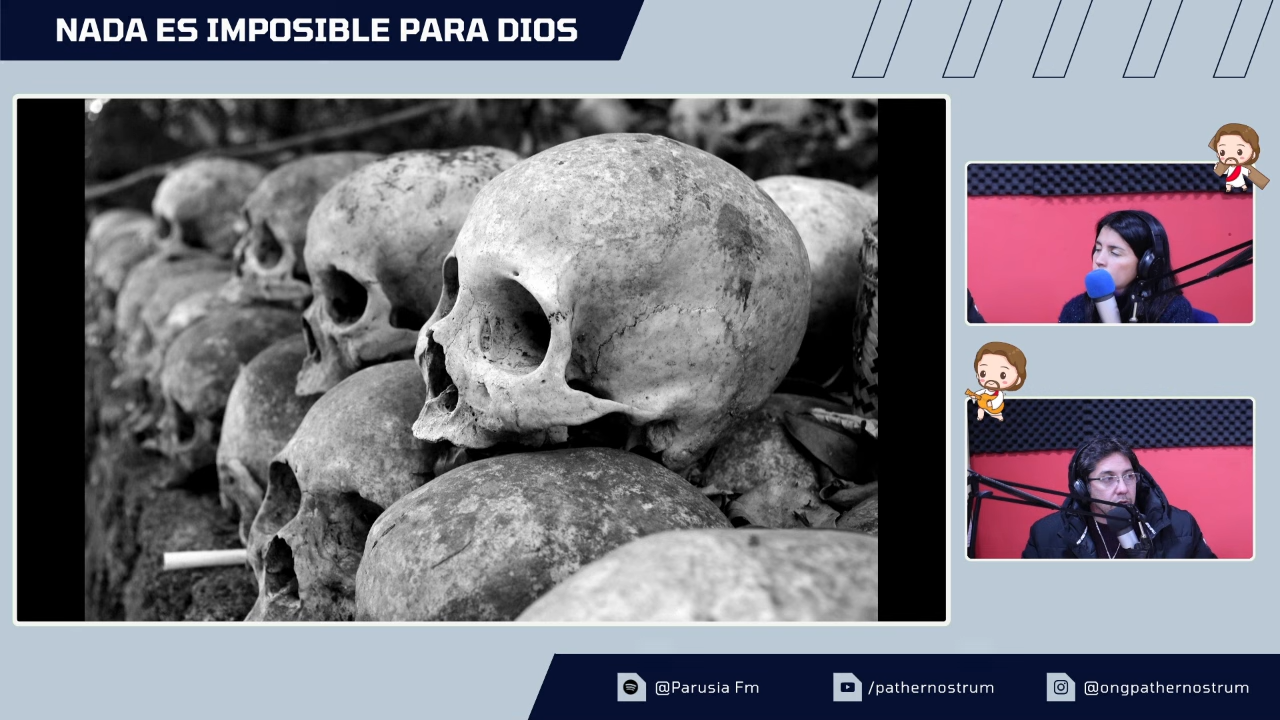 NADA ES IMPOSIBLE PARA DIOS
@Parusia Fm
/pathernostrum
@ongpathernostrum